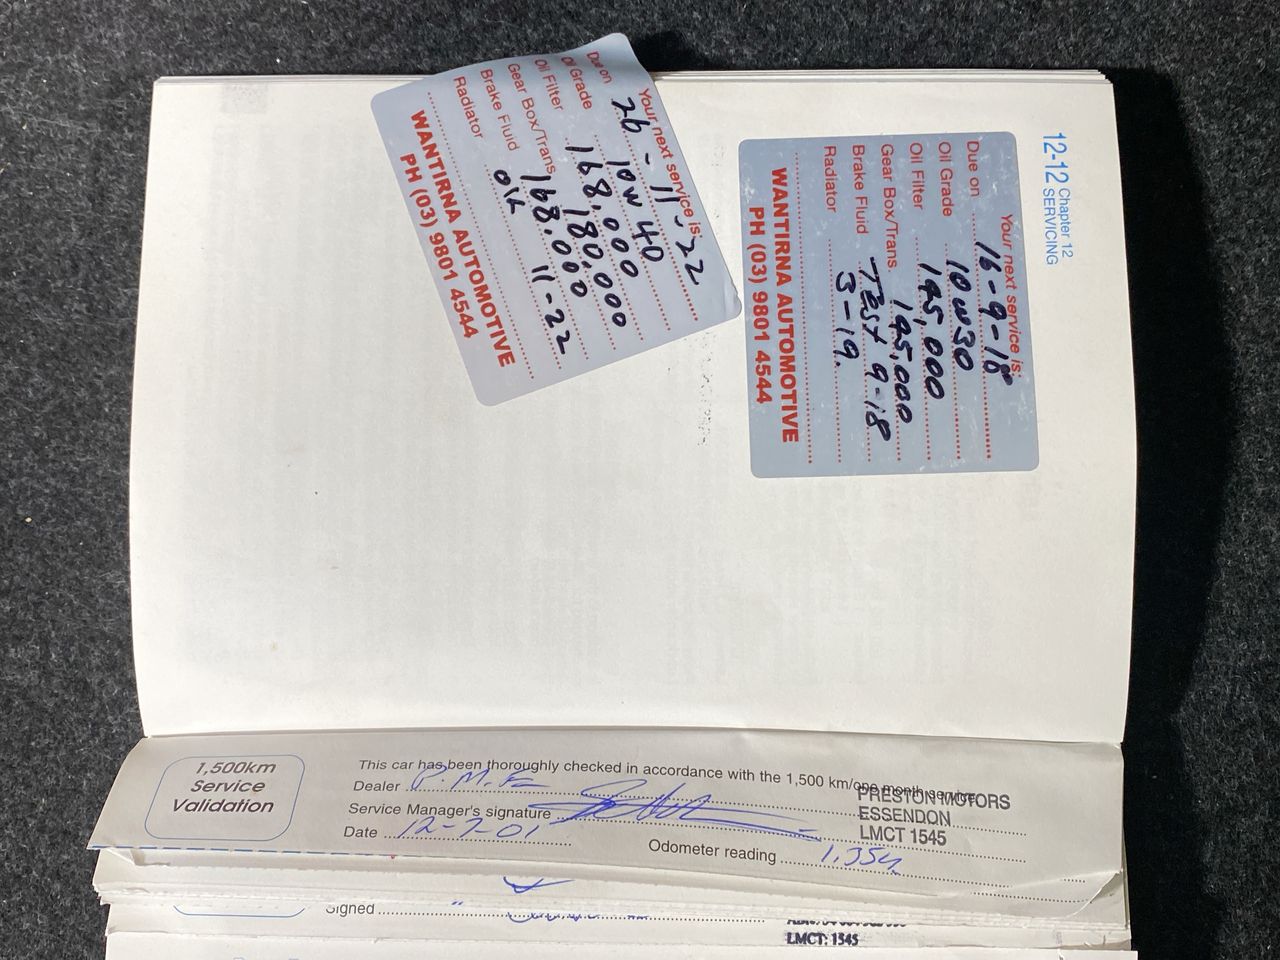 12-12 Chapter 12
SERVICING
Your next service is:
Due on 16-9-18
Oil Grade 10W30
Oil Filter 195,000
Gear Box/Trans. 195,000
Brake Fluid TEST 9-18
Radiator 3-19.
WANTIRNA AUTOMOTIVE
PH (03) 9801 4544
Your next service is:
Due on 26-11-22
Oil Grade 10W40
Oil Filter 168,000
Gear Box/Trans 180,000
Brake Fluid 168.000
Radiator OK 11-22
WANTIRNA AUTOMOTIVE
PH (03) 9801 4544
1,500km
Service
Validation
This car has been thoroughly checked in accordance with the 1,500 km/one month service.
Dealer P. M.
Service Manager's signature
Date 12-7-01
PRESTON MOTORS
ESSENDON
LMCT 1545
Odometer reading
Signed
LMCT: 1545